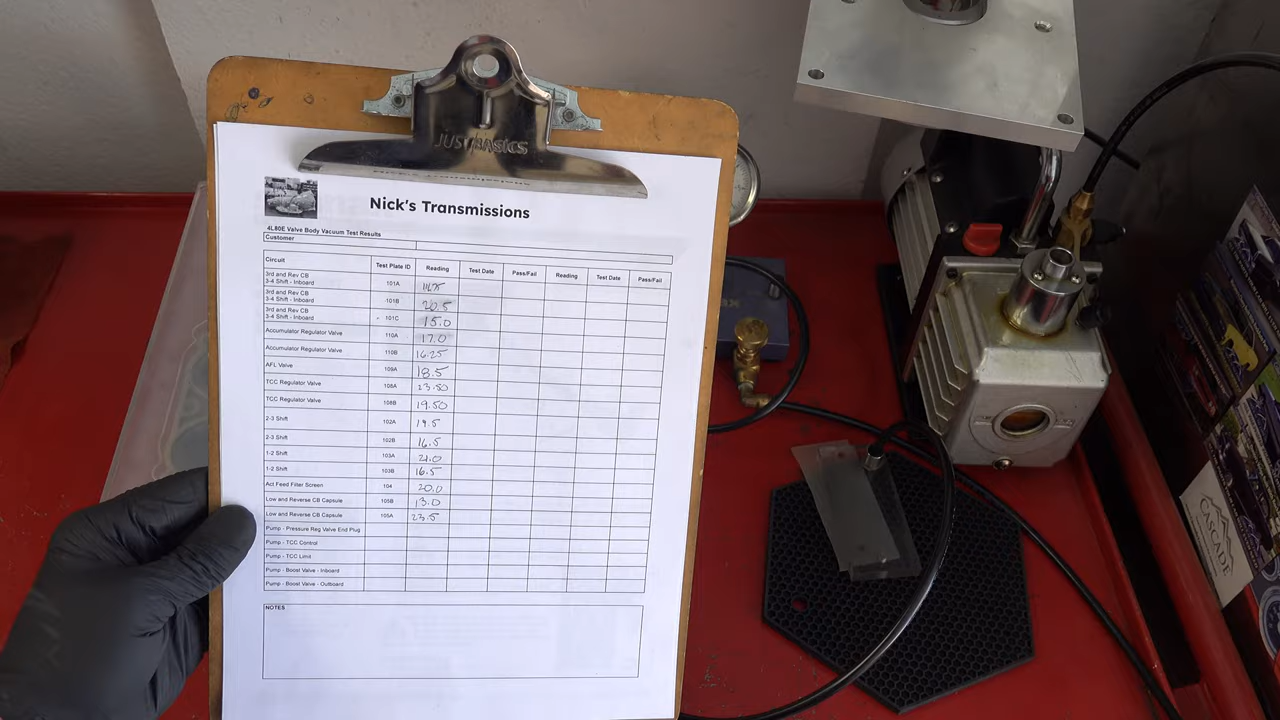 JUST BASICS
Nick's Transmissions
4L80E Valve Body Vacuum Test Results
Customer
Circuit Test Plate ID Reading Test Date Pass/Fail Reading Test Date Pass/Fail
3rd and Rev CB
3-4 Shift - Inboard 101A
3rd and Rev CB
3-4 Shift - Inboard 101B 20.5
3rd and Rev CB
3-4 Shift - Inboard 101C 15.0
Accumulator Regulator Valve 110A 17.0
Accumulator Regulator Valve 110B 16.25
AFL Valve 109A 18.5
TCC Regulator Valve 108A 23.50
TCC Regulator Valve 108B 19.50
2-3 Shift 102A 19.5
2-3 Shift 102B 16.5
1-2 Shift 103A 21.0
1-2 Shift 103B 16.5
Act Feed Filter Screen 104 20.0
Low and Reverse CB Capsule 105B 13.0
Low and Reverse CB Capsule 105A 23.5
Pump - Pressure Reg Valve End Plug
Pump - TCC Control
Pump - TCC Limit
Pump - Boost Valve - Inboard
Pump - Boost Valve - Outboard
NOTES
CASCADE